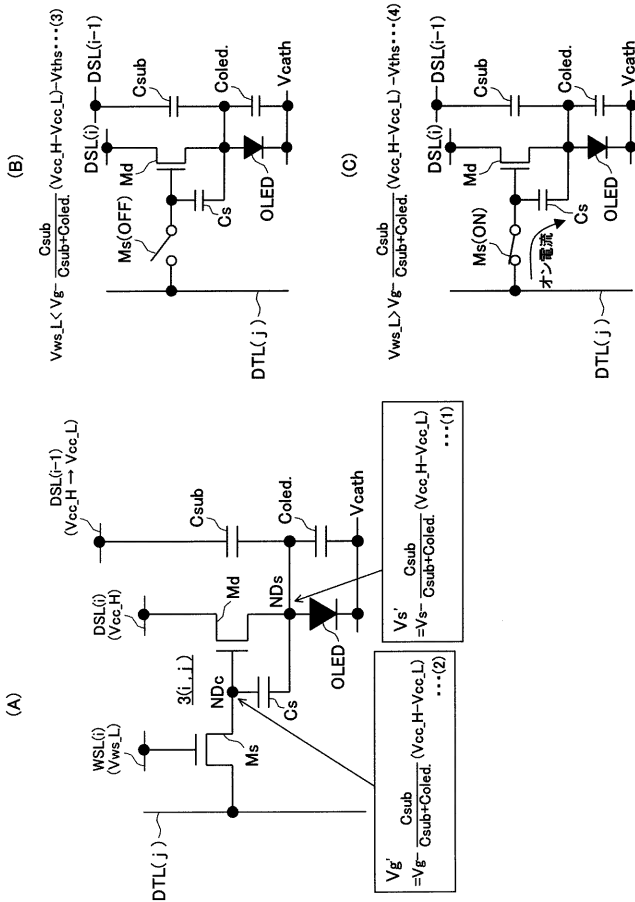 (A)
DSL(i-1)
(Vcc_H → Vcc_L)
DSL(i)
(Vcc_H)
WSL(i)
(Vws_L)
Csub
Md
3(i,j)
NDc
NDs
Coled.
Cs
Ms
OLED
Vcath
DTL(j)
Vg'
=Vg- Csub/Csub+Coled. (Vcc_H-Vcc_L)
・・・(2)
Vs'
=Vs- Csub/Csub+Coled. (Vcc_H-Vcc_L)
・・・(1)
(B)
Vws_L< Vg- Csub/Csub+Coled. (Vcc_H-Vcc_L)-Vths・・・(3)
DSL(i-1)
DSL(i)
Csub
Md
Ms(OFF)
Coled.
Cs
OLED
Vcath
DTL(j)
(C)
Vws_L> Vg- Csub/Csub+Coled. (Vcc_H-Vcc_L)-Vths・・・(4)
DSL(i-1)
DSL(i)
Csub
Md
Ms(ON)
オン電流
Coled.
Cs
OLED
Vcath
DTL(j)